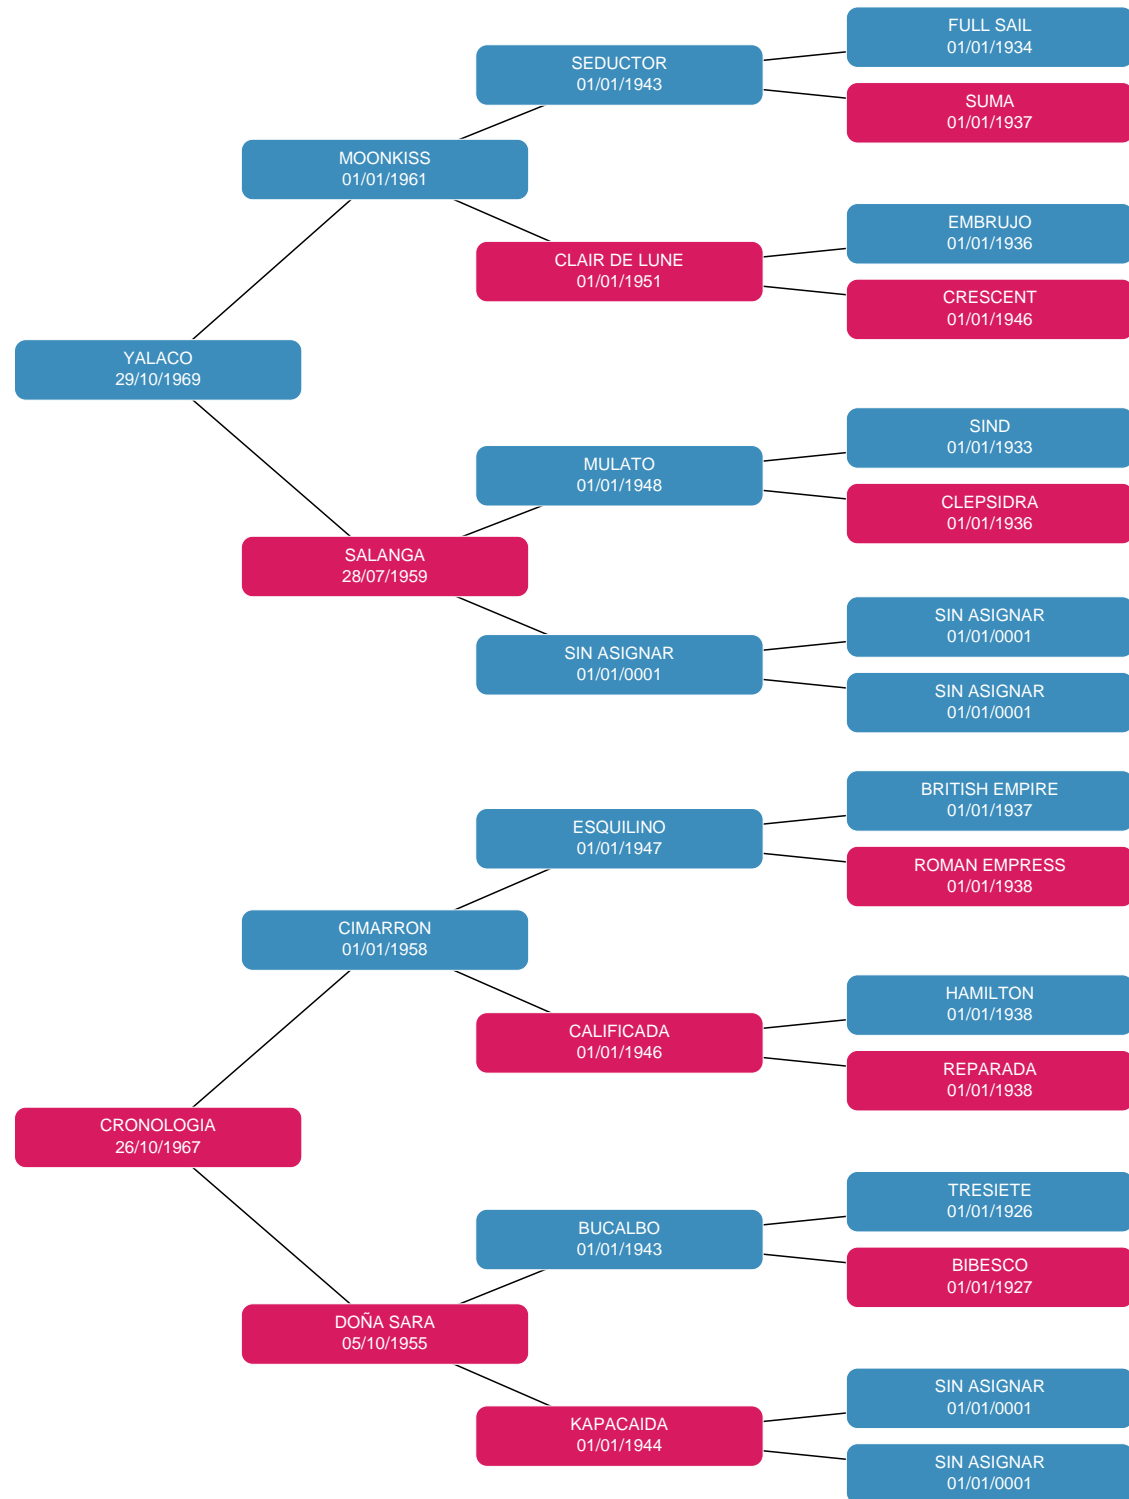 FULL SAIL
01/01/1934
SEDUCTOR
01/01/1943
SUMA
01/01/1937
MOONKISS
01/01/1961
EMBRUJO
01/01/1936
CLAIR DE LUNE
01/01/1951
CRESCENT
01/01/1946
YALACO
29/10/1969
SIND
01/01/1933
MULATO
01/01/1948
CLEPSIDRA
01/01/1936
SALANGA
28/07/1959
SIN ASIGNAR
01/01/0001
SIN ASIGNAR
01/01/0001
SIN ASIGNAR
01/01/0001
BRITISH EMPIRE
01/01/1937
ESQUILINO
01/01/1947
ROMAN EMPRESS
01/01/1938
CIMARRON
01/01/1958
HAMILTON
01/01/1938
CALIFICADA
01/01/1946
REPARADA
01/01/1938
CRONOLOGIA
26/10/1967
TRESIETE
01/01/1926
BUCALBO
01/01/1943
BIBESCO
01/01/1927
DOÑA SARA
05/10/1955
SIN ASIGNAR
01/01/0001
KAPACAIDA
01/01/1944
SIN ASIGNAR
01/01/0001